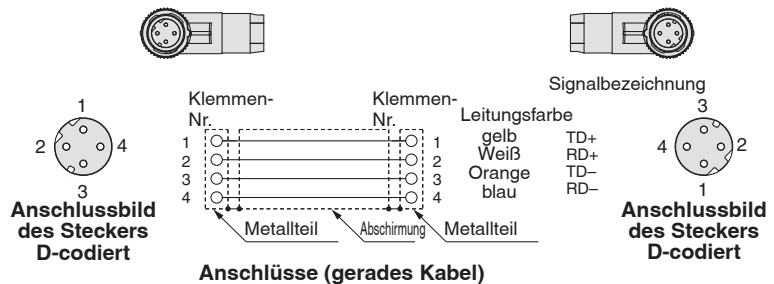 1
2 4
3
Anschlussbild
des Steckers
D-codiert
Klemmen-
Nr.
1
2
3
4
Klemmen-
Nr.
1
2
3
4
Metallteil
Abschirmung
Metallteil
Anschlüsse (gerades Kabel)
Signalbezeichnung
Leitungsfarbe
gelb TD+
Weiß RD+
Orange TD–
blau RD–
3
4 2
1
Anschlussbild
des Steckers
D-codiert